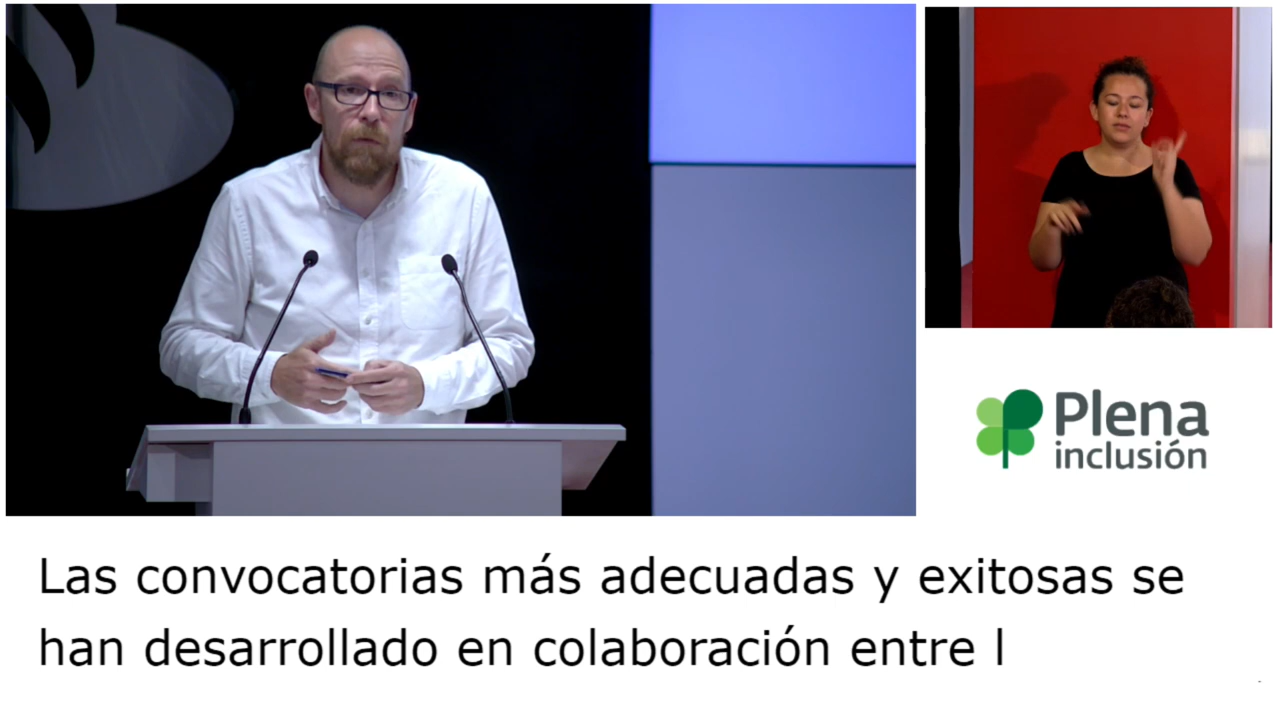 Plena
inclusión
Las convocatorias más adecuadas y exitosas se
han desarrollado en colaboración entre l